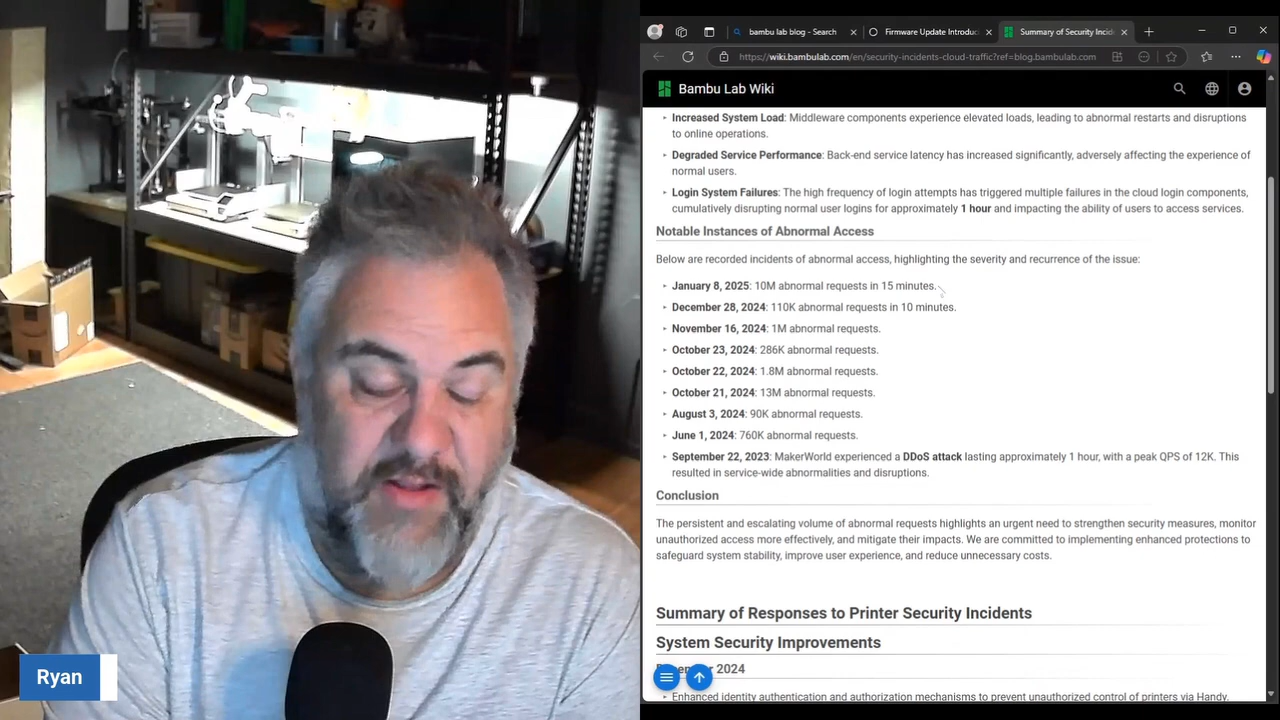 bambu lab blog - Search
Firmware Update Introduc
Summary of Security Incid
https://wiki.bambulab.com/en/security-incidents-cloud-traffic?ref=blog.bambulab.com
Bambu Lab Wiki
Increased System Load: Middleware components experience elevated loads, leading to abnormal restarts and disruptions
to online operations.
Degraded Service Performance: Back-end service latency has increased significantly, adversely affecting the experience of
normal users.
Login System Failures: The high frequency of login attempts has triggered multiple failures in the cloud login components,
cumulatively disrupting normal user logins for approximately 1 hour and impacting the ability of users to access services.
Notable Instances of Abnormal Access
Below are recorded incidents of abnormal access, highlighting the severity and recurrence of the issue:
January 8, 2025: 10M abnormal requests in 15 minutes.
December 28, 2024: 110K abnormal requests in 10 minutes.
November 16, 2024: 1M abnormal requests.
October 23, 2024: 286K abnormal requests.
October 22, 2024: 1.8M abnormal requests.
October 21, 2024: 13M abnormal requests.
August 3, 2024: 90K abnormal requests.
June 1, 2024: 760K abnormal requests.
September 22, 2023: MakerWorld experienced a DDoS attack lasting approximately 1 hour, with a peak QPS of 12K. This
resulted in service-wide abnormalities and disruptions.
Conclusion
The persistent and escalating volume of abnormal requests highlights an urgent need to strengthen security measures, monitor
unauthorized access more effectively, and mitigate their impacts. We are committed to implementing enhanced protections to
safeguard system stability, improve user experience, and reduce unnecessary costs.
Summary of Responses to Printer Security Incidents
System Security Improvements
2024
Enhanced identity authentication and authorization mechanisms to prevent unauthorized control of printers via Handy.
Ryan